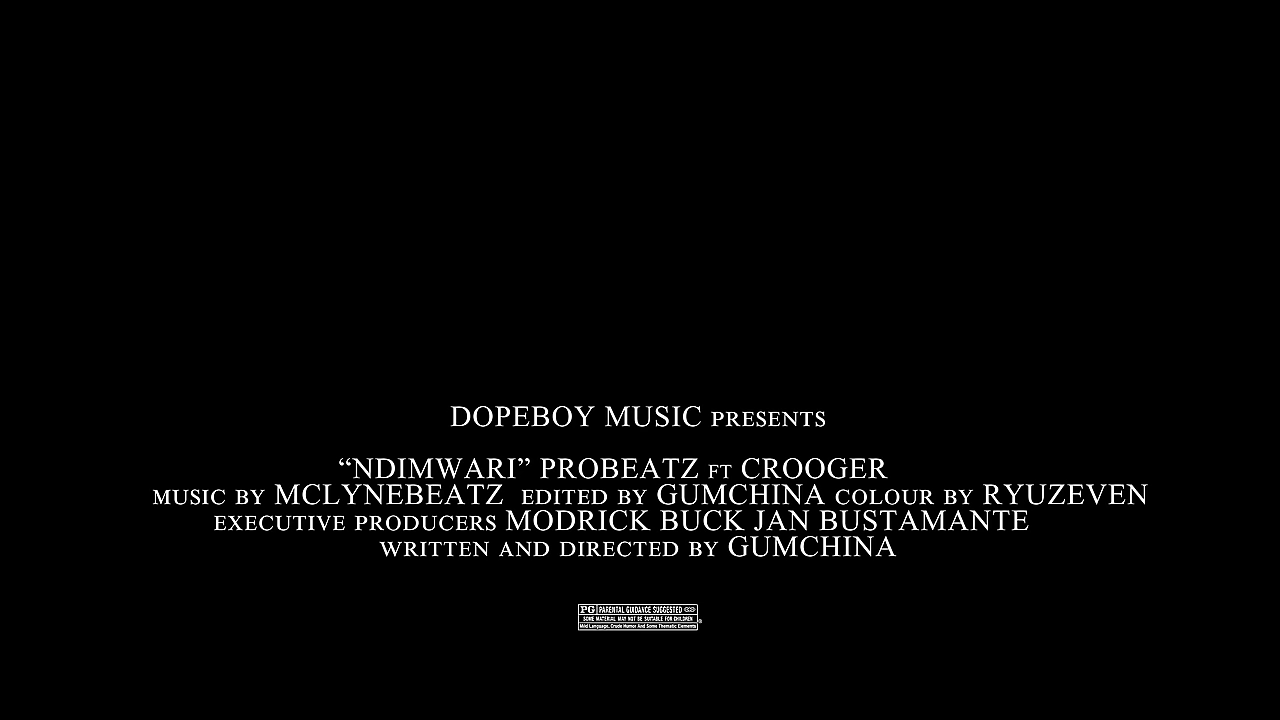 DOPEBOY MUSIC PRESENTS
“NDIMWARI” PROBEATZ FT CROOGER
MUSIC BY MCLYNEBEATZ EDITED BY GUMCHINA COLOUR BY RYUZEVEN
EXECUTIVE PRODUCERS MODRICK BUCK JAN BUSTAMANTE
WRITTEN AND DIRECTED BY GUMCHINA
PG PARENTAL GUIDANCE SUGGESTED
SOME MATERIAL MAY NOT BE SUITABLE FOR CHILDREN
Mild Language, Crude Humor And Some Thematic Elements